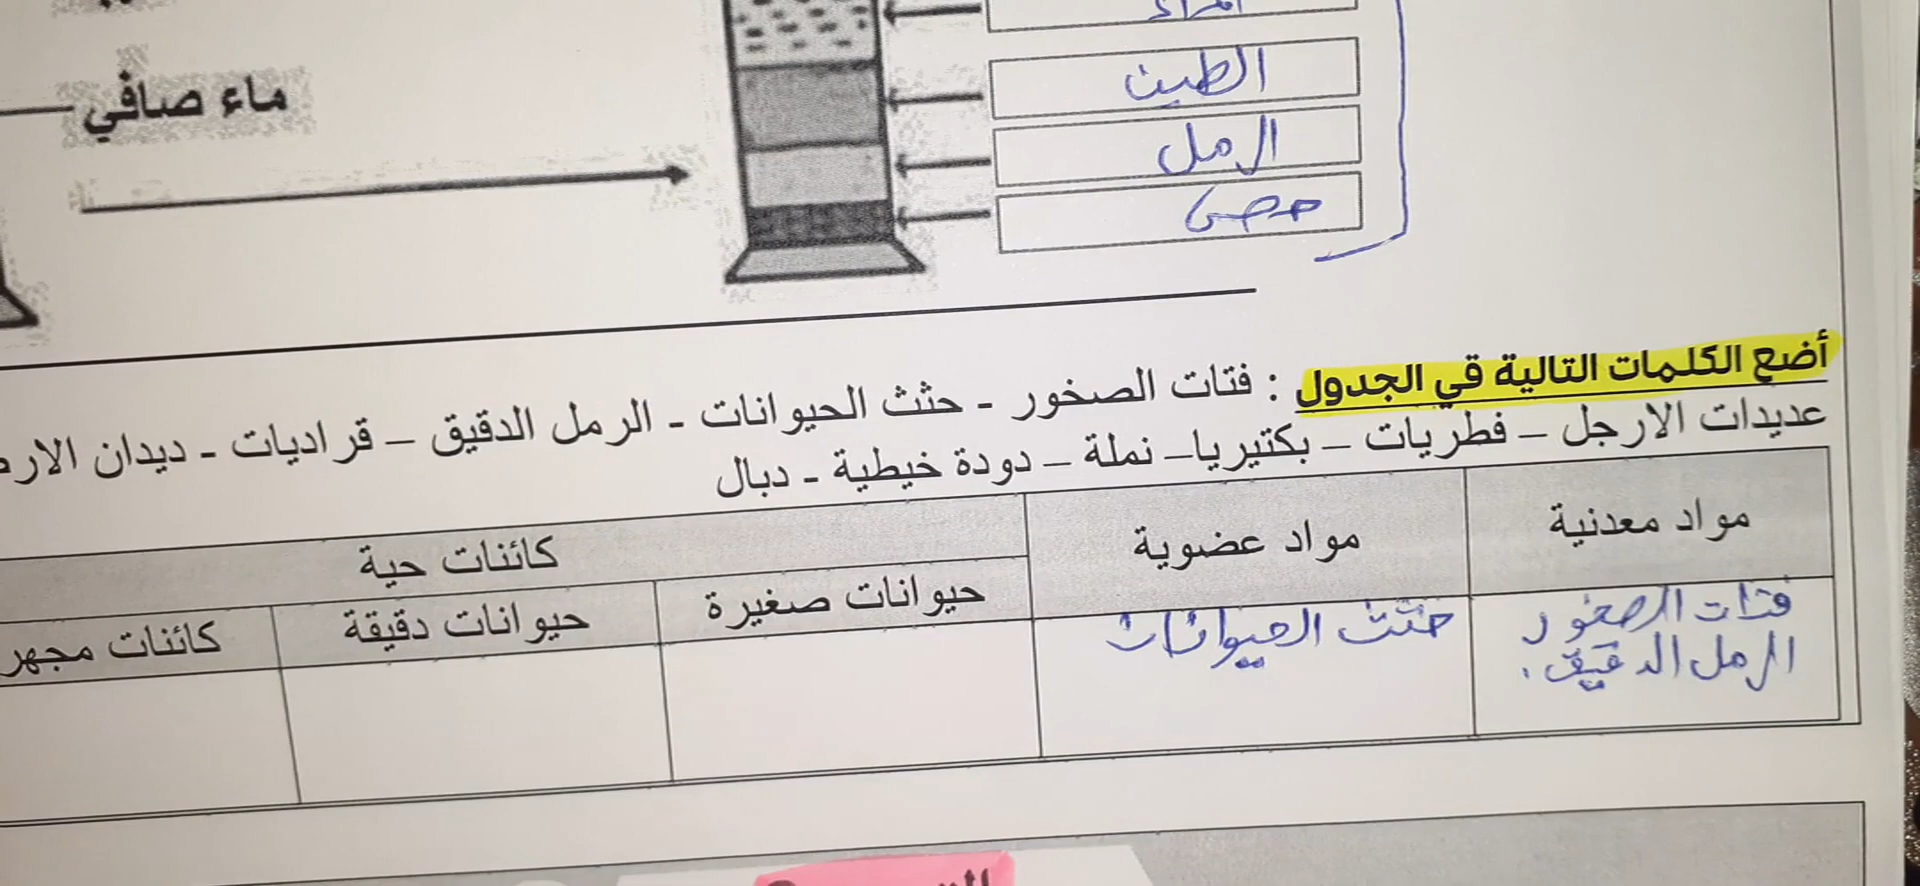 ماء صافي
الطين
الرمل
حصى
أضع الكلمات التالية في الجدول : فتات الصخور - حثث الحيوانات - الرمل الدقيق – قراديات - ديدان
عديدات الارجل – فطريات – بكتيريا– نملة – دودة خيطية - دبال
مواد معدنية
مواد عضوية
كائنات حية
حيوانات صغيرة
حيوانات دقيقة
كائنات
فتات الصخور
الرمل الدقيق.
حثث الحيوانات